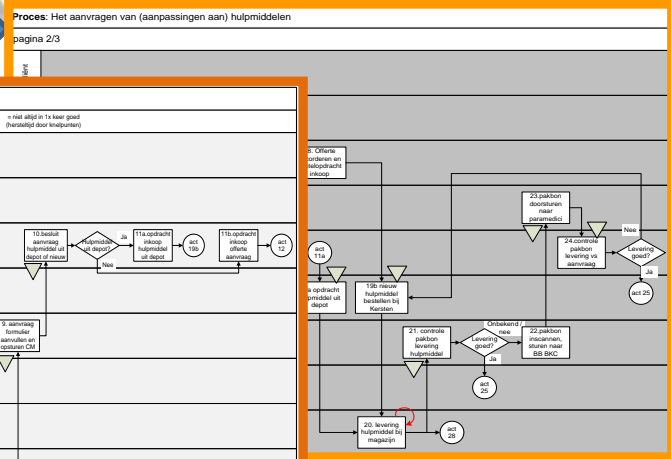 Proces: Het aanvragen van (aanpassingen aan) hulpmiddelen
pagina 2/3
= niet altijd in 1x keer goed
(hersteltijd door knelpunten)
10.besluit
aanvraag
hulpmiddel uit
depot of nieuw
Hulpmiddel
uit depot?
Ja
Nee
11a.opdracht
inkoop
hulpmiddel
uit depot
act
19b
11b.opdracht
inkoop
offerte
aanvraag
act
12
9. aanvraag
formulier
aanvullen en
opsturen CM
Offerte
en
inkoop
act
11a
opdracht
uit
depot
19b nieuw
hulpmiddel
bestellen bij
Kersten
20. levering
hulpmiddel bij
magazijn
act
28
21. controle
pakbon
levering
hulpmiddel
Onbekend /
nee
Levering
goed?
Ja
act
25
22.pakbon
inscannen,
sturen naar
BB BKC
23.pakbon
doorsturen
naar
paramedici
24.controle
pakbon
levering vs
aanvraag
Nee
Levering
goed?
Ja
act 25